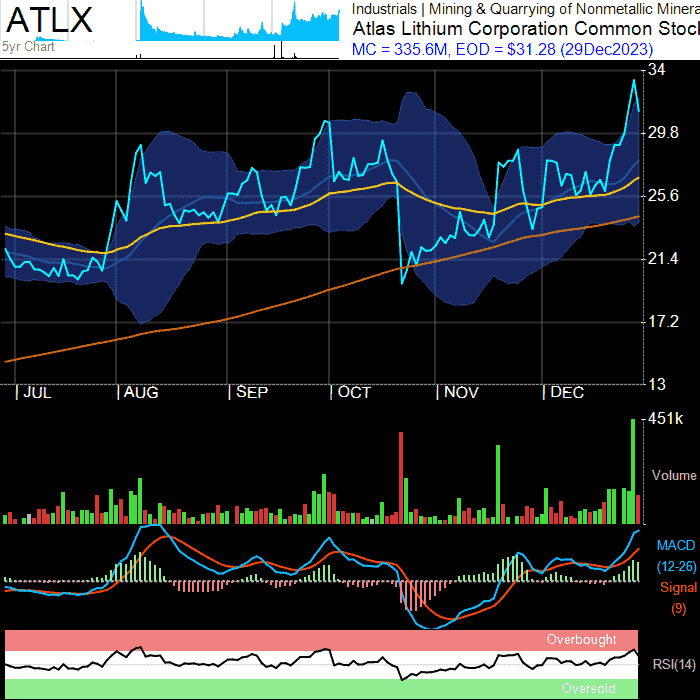 ATLX
5yr Chart
Industrials | Mining & Quarrying of Nonmetallic Minera
Atlas Lithium Corporation Common Stoc
MC = 335.6M, EOD = $31.28 (29Dec2023)
34
29.8
25.6
21.4
17.2
13
JUL
AUG
SEP
OCT
NOV
DEC
451k
Volume
MACD
(12-26)
Signal
(9)
Overbought
RSI(14)
Oversold